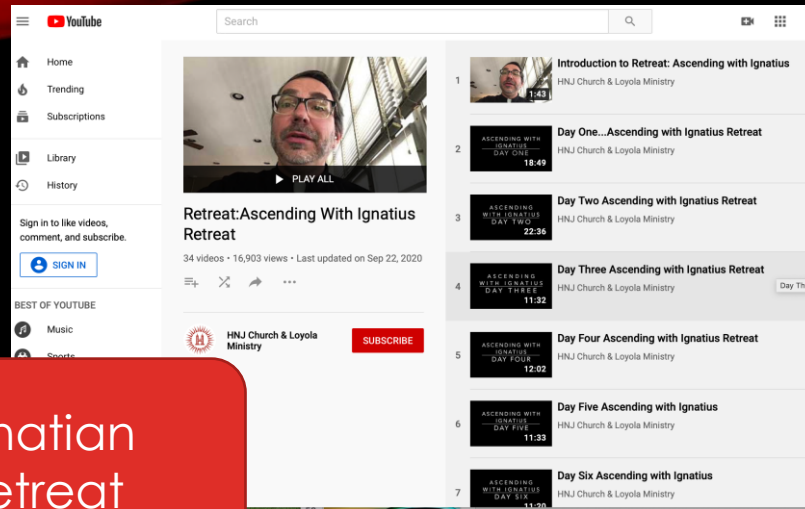 YouTube
Search
Home
Trending
Subscriptions
Library
History
Sign in to like videos,
comment, and subscribe.
SIGN IN
BEST OF YOUTUBE
Music
Sports
PLAY ALL
Retreat:Ascending With Ignatius
Retreat
34 videos • 16,903 views • Last updated on Sep 22, 2020
HNJ Church & Loyola
Ministry
SUBSCRIBE
1
1:43
Introduction to Retreat: Ascending with Ignatius
HNJ Church & Loyola Ministry
2
ASCENDING WITH
IGNATIUS
DAY ONE
18:49
Day One...Ascending with Ignatius Retreat
HNJ Church & Loyola Ministry
3
ASCENDING
WITH IGNATIUS
DAY TWO
22:36
Day Two Ascending with Ignatius Retreat
HNJ Church & Loyola Ministry
4
ASCENDING
WITH IGNATIUS
DAY THREE
11:32
Day Three Ascending with Ignatius Retreat
HNJ Church & Loyola Ministry
Day Th
5
ASCENDING WITH
IGNATIUS
DAY FOUR
12:02
Day Four Ascending with Ignatius Retreat
HNJ Church & Loyola Ministry
6
ASCENDING WITH
IGNATIUS
DAY FIVE
11:33
Day Five Ascending with Ignatius
HNJ Church & Loyola Ministry
7
ASCENDING
WITH IGNATIUS
DAY SIX
11:20
Day Six Ascending with Ignatius
HNJ Church & Loyola Ministry
natian
etreat